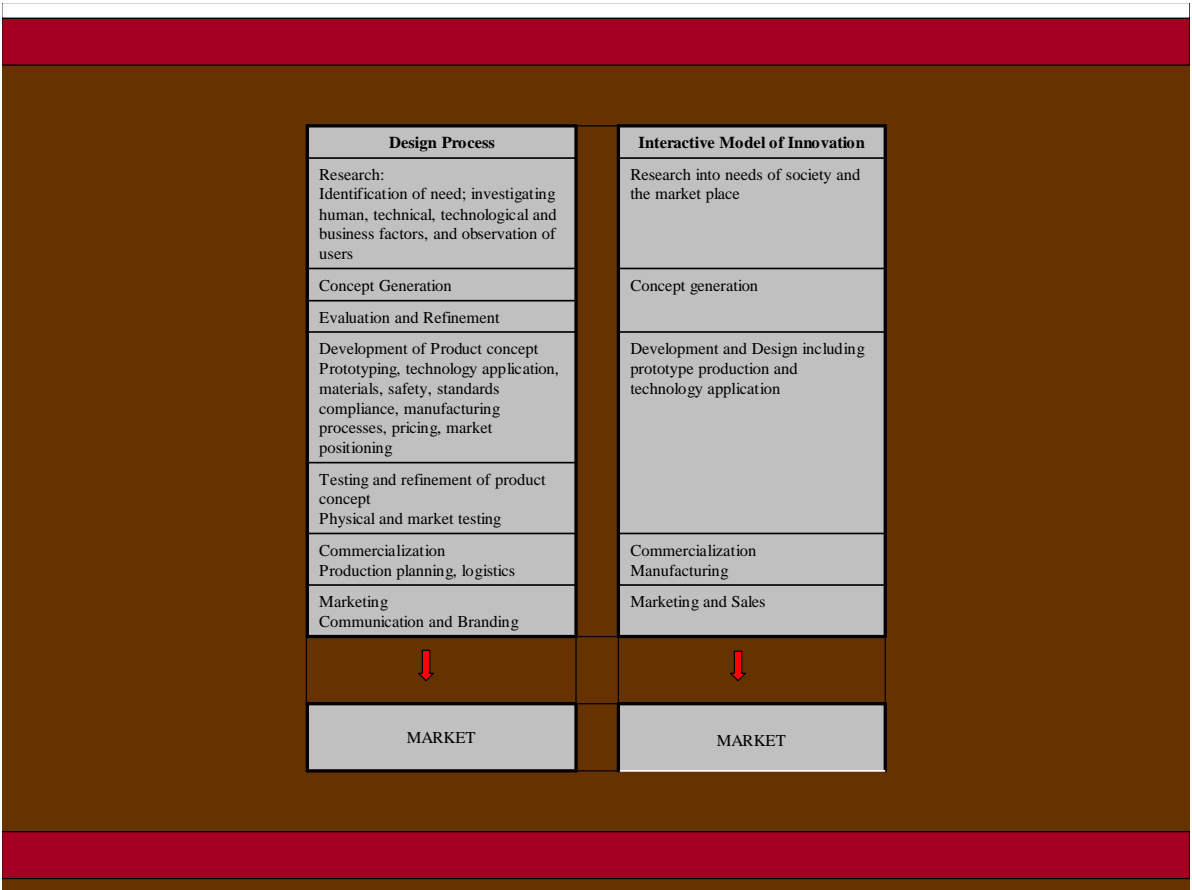 Design Process
Research:
Identification of need; investigating
human, technical, technological and
business factors, and observation of
users
Concept Generation
Evaluation and Refinement
Development of Product concept
Prototyping, technology application,
materials, safety, standards
compliance, manufacturing
processes, pricing, market
positioning
Testing and refinement of product
concept
Physical and market testing
Commercialization
Production planning, logistics
Marketing
Communication and Branding
MARKET
Interactive Model of Innovation
Research into needs of society and
the market place
Concept generation
Development and Design including
prototype production and
technology application
Commercialization
Manufacturing
Marketing and Sales
MARKET